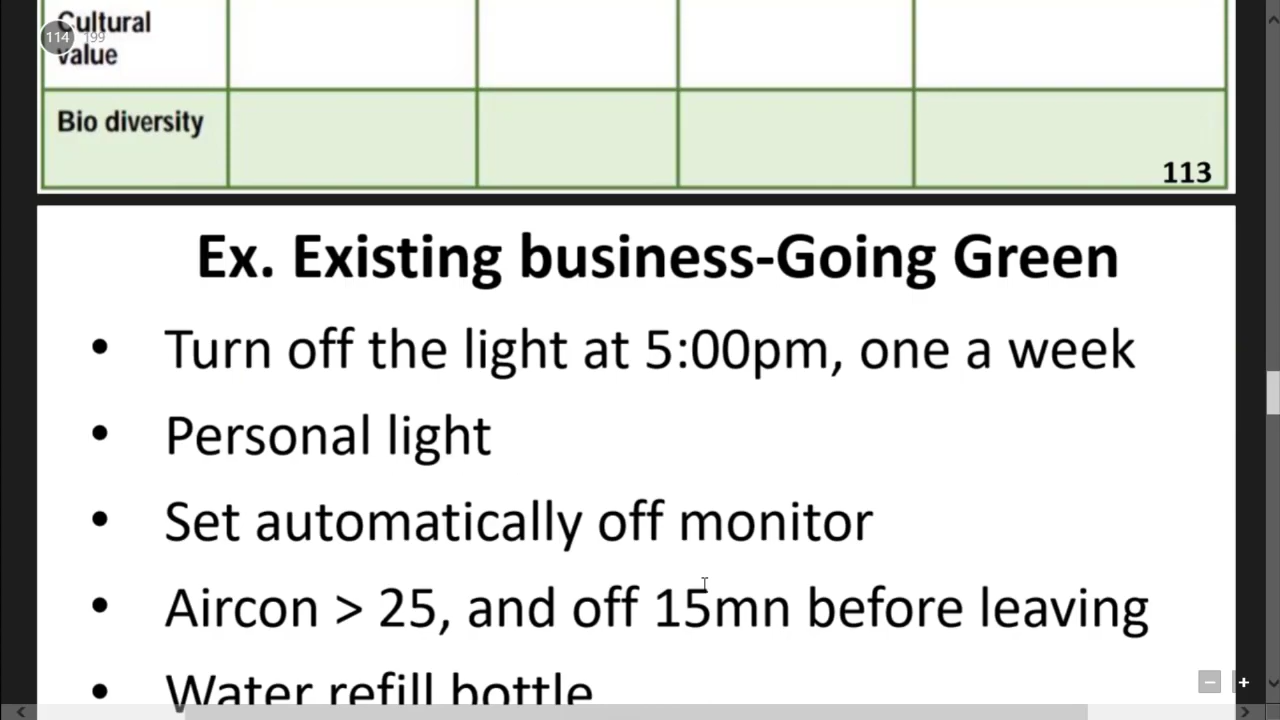 Cultural
value
114 199
Bio diversity
113
Ex. Existing business-Going Green
• Turn off the light at 5:00pm, one a week
• Personal light
• Set automatically off monitor
• Aircon > 25, and off 15mn before leaving
• Water refill bottle